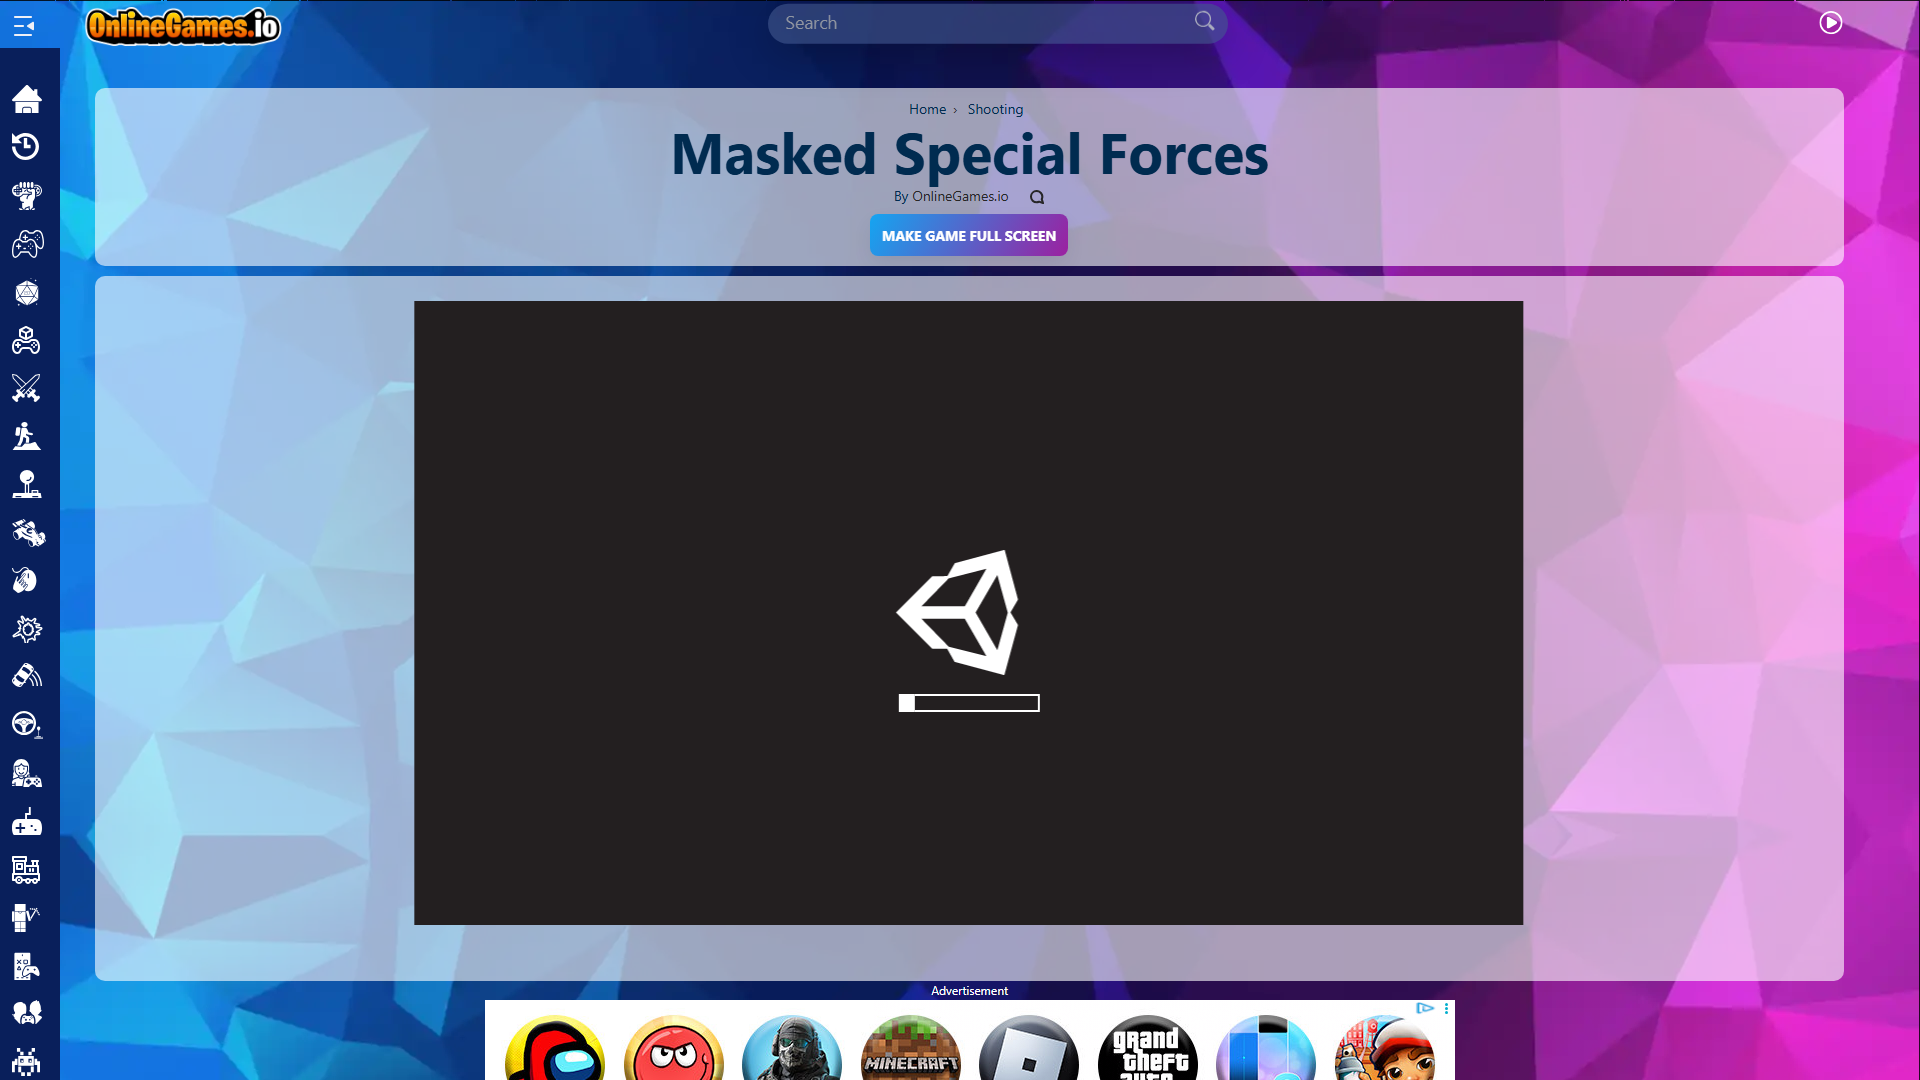 OnlineGames.io
Search
Home › Shooting
Masked Special Forces
By OnlineGames.io
MAKE GAME FULL SCREEN
Advertisement
MINECRAFT
grand
theft
auto